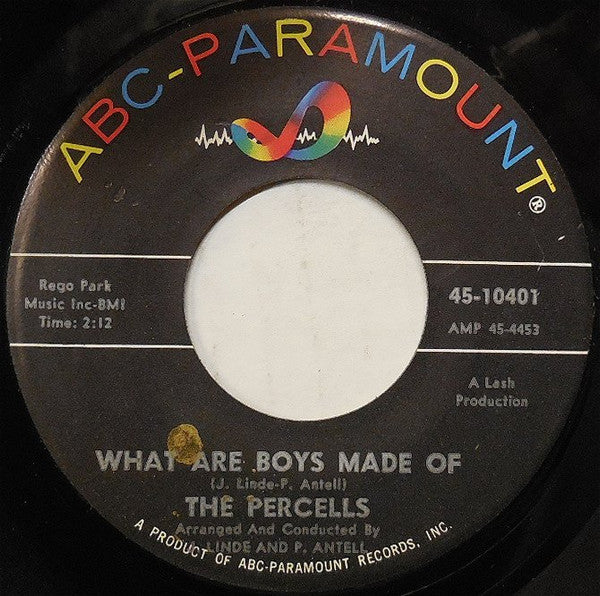 ABC-PARAMOUNT®
Rego Park
Music Inc-BMI
Time: 2:12
45-10401
AMP 45-4453
A Lash
Production
WHAT ARE BOYS MADE OF
(J. Linde-P. Antell)
THE PERCELLS
Arranged And Conducted By
LINDE AND P. ANTELL
A PRODUCT OF ABC-PARAMOUNT RECORDS, INC.